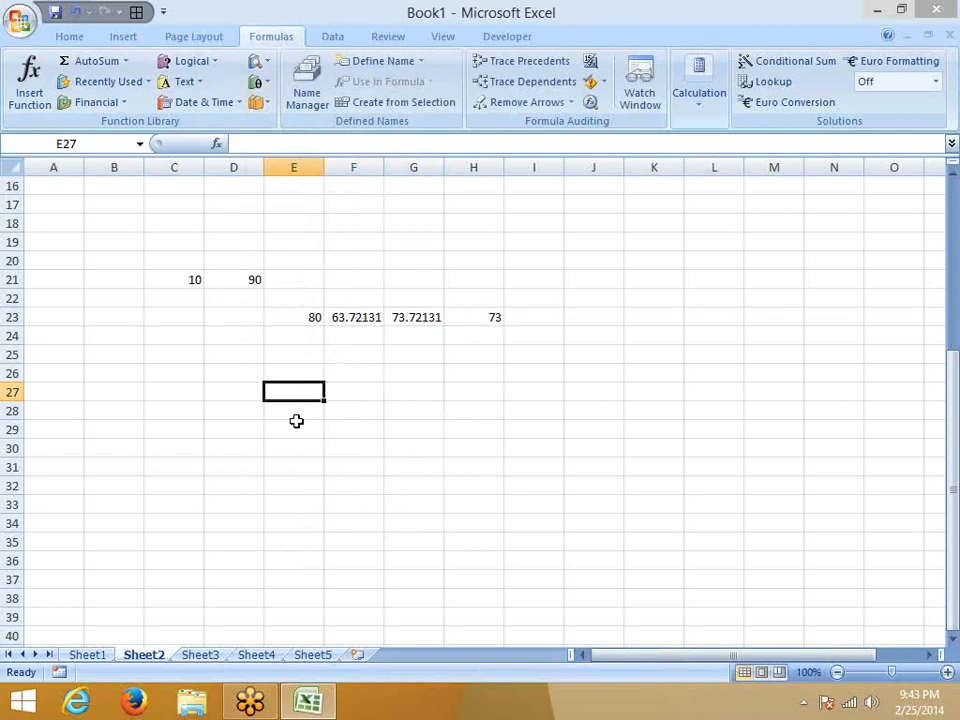 Book1 - Microsoft Excel
Home Insert Page Layout Formulas Data Review View Developer
Insert Function
AutoSum
Recently Used
Financial
Logical
Text
Date & Time
Function Library
Name Manager
Define Name
Use in Formula
Create from Selection
Defined Names
Trace Precedents
Trace Dependents
Remove Arrows
Formula Auditing
Watch Window
Calculation
Conditional Sum
Lookup
Euro Conversion
Euro Formatting
Off
Solutions
E27 fx
A B C D E F G H I J K L M N O
16
17
18
19
20
21 10 90
22
23 80 63.72131 73.72131 73
24
25
26
27
28
29
30
31
32
33
34
35
36
37
38
39
40
Sheet1 Sheet2 Sheet3 Sheet4 Sheet5
Ready 100%
9:43 PM
2/25/2014